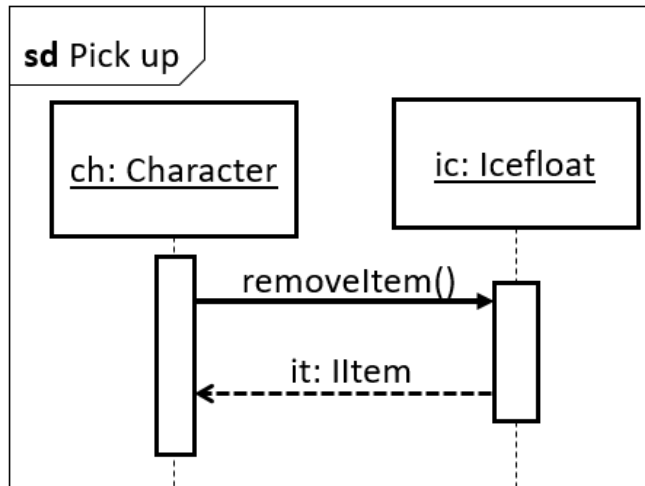 sd Pick up
ch: Character
ic: Icefloat
removeItem()
it: IItem